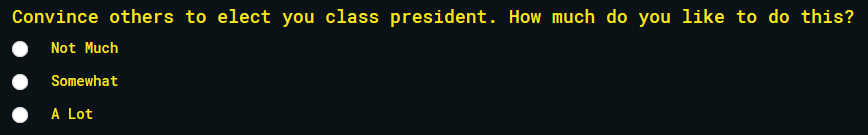 Convince others to elect you class president. How much do you like to do this?
Not Much
Somewhat
A Lot